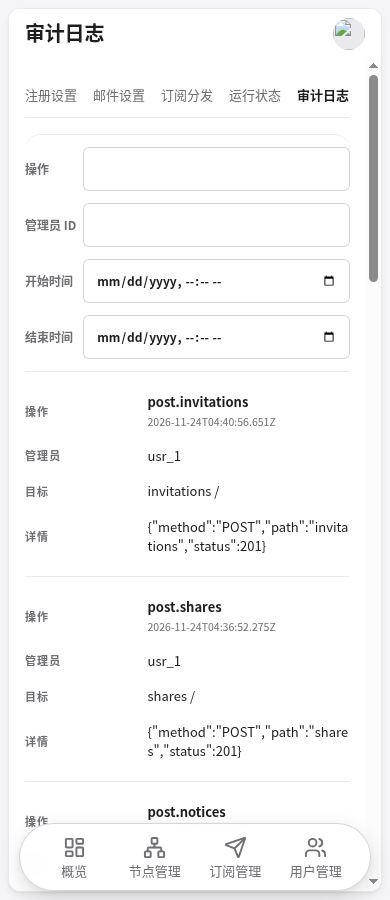 审计日志
注册设置 邮件设置 订阅分发 运行状态 审计日志
操作
管理员 ID
开始时间 mm/dd/yyyy, --:-- --
结束时间 mm/dd/yyyy, --:-- --
操作 post.invitations
2026-11-24T04:40:56.651Z
管理员 usr_1
目标 invitations /
详情 {"method":"POST","path":"invita
tions","status":201}
操作 post.shares
2026-11-24T04:36:52.275Z
管理员 usr_1
目标 shares /
详情 {"method":"POST","path":"share
s","status":201}
操作 post.notices
概览 节点管理 订阅管理 用户管理